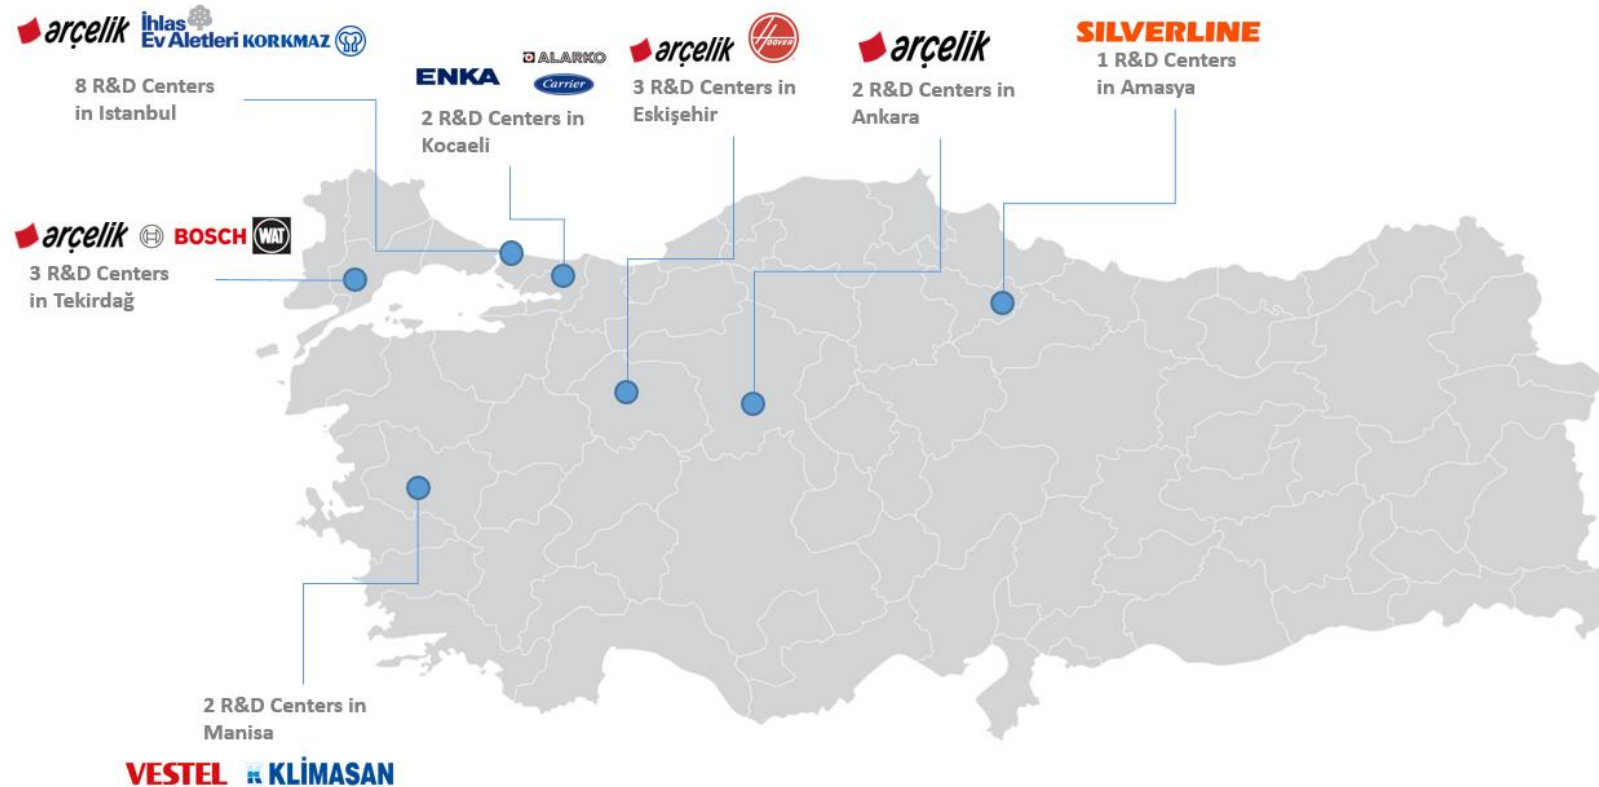 arçelik İhlas Ev Aletleri KORKMAZ
8 R&D Centers
in Istanbul
ENKA ALARKO
Carrier
2 R&D Centers in
Kocaeli
arçelik HOOVER
3 R&D Centers in
Eskişehir
arçelik
2 R&D Centers in
Ankara
SILVERLINE
1 R&D Centers
in Amasya
arçelik BOSCH WAT
3 R&D Centers
in Tekirdağ
2 R&D Centers in
Manisa
VESTEL KLİMASAN